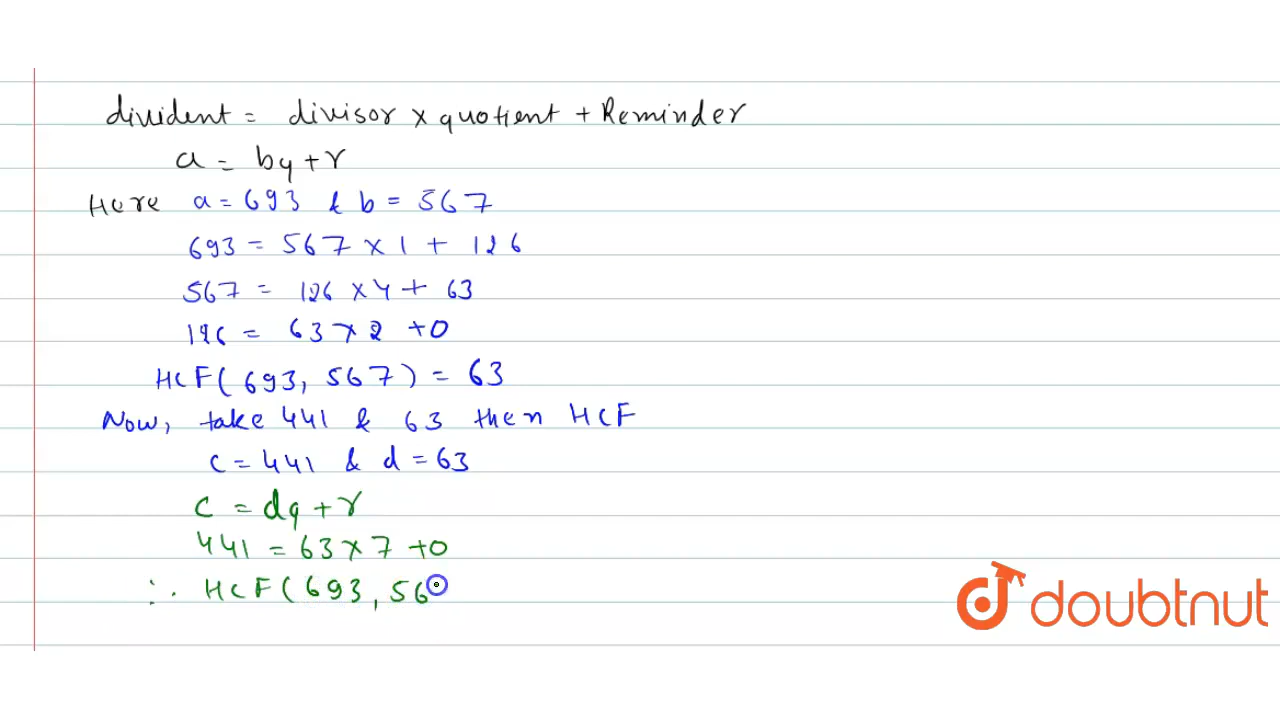 divident = divisor × quotient + Reminder
a = bq + r
Here a = 693 & b = 567
693 = 567 × 1 + 126
567 = 126 × 4 + 63
126 = 63 × 2 + 0
HCF( 693, 567 ) = 63
Now, take 441 & 63 then HCF
c = 441 & d = 63
c = dq + r
441 = 63 × 7 + 0
∴ HCF( 693, 56
doubtnut